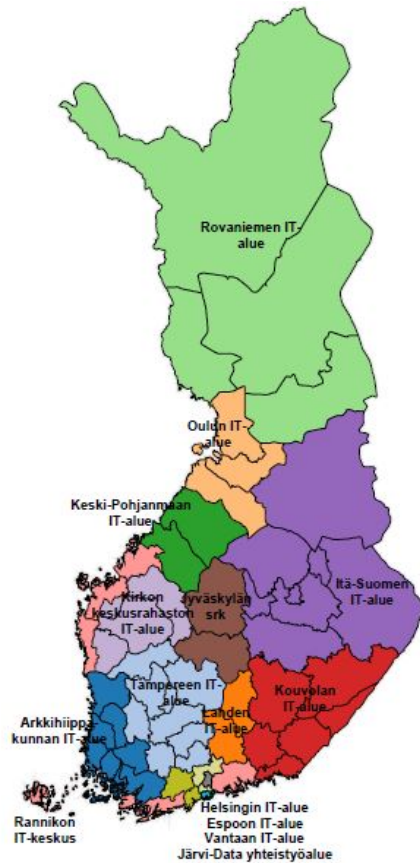 Rovaniemen IT-
alue
Oulun IT-
alue
Keski-Pohjanmaan
IT-alue
Kirkon
keskusrahaston
IT-alue
Jyväskylän
srk
Itä-Suomen
IT-alue
Tampereen IT-
alue
Kouvolan
IT-alue
Lahden
IT-alue
Arkkihiippa-
kunnan IT-alue
Rannikon
IT-keskus
Helsingin IT-alue
Espoon IT-alue
Vantaan IT-alue
Järvi-Data yhteistyöalue